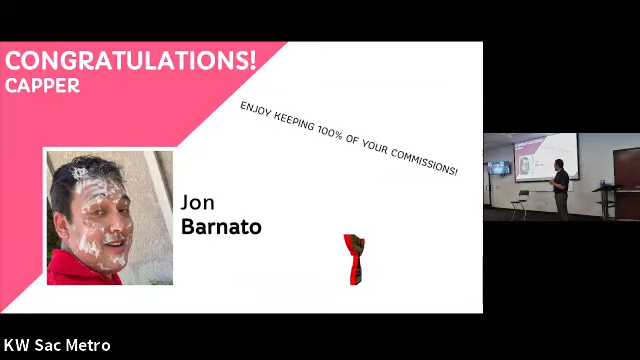 CONGRATULATIONS!
CAPPER
ENJOY KEEPING 100% OF YOUR COMMISSIONS!
Jon
Barnato
KW Sac Metro